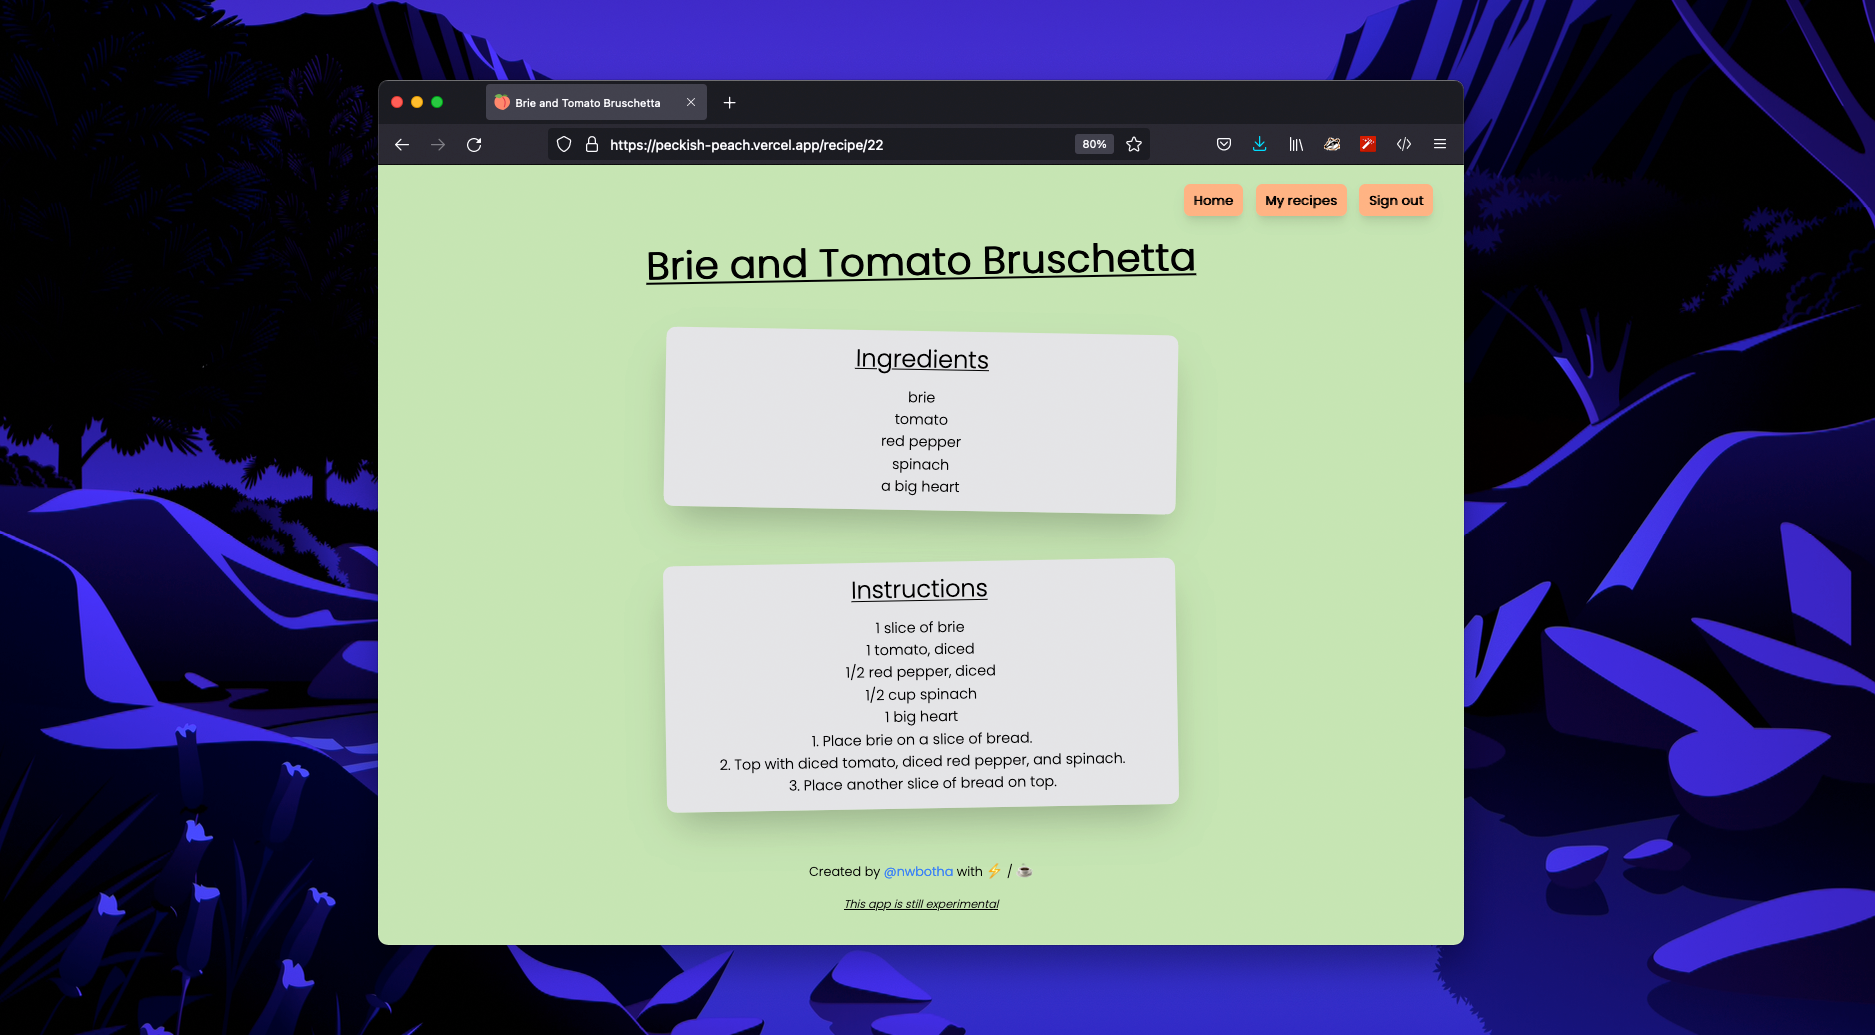 Brie and Tomato Bruschetta
https://peckish-peach.vercel.app/recipe/22
80%
Home
My recipes
Sign out
Brie and Tomato Bruschetta
Ingredients
brie
tomato
red pepper
spinach
a big heart
Instructions
1 slice of brie
1 tomato, diced
1/2 red pepper, diced
1/2 cup spinach
1 big heart
1. Place brie on a slice of bread.
2. Top with diced tomato, diced red pepper, and spinach.
3. Place another slice of bread on top.
Created by @nwbotha with ⚡ / ☕
This app is still experimental